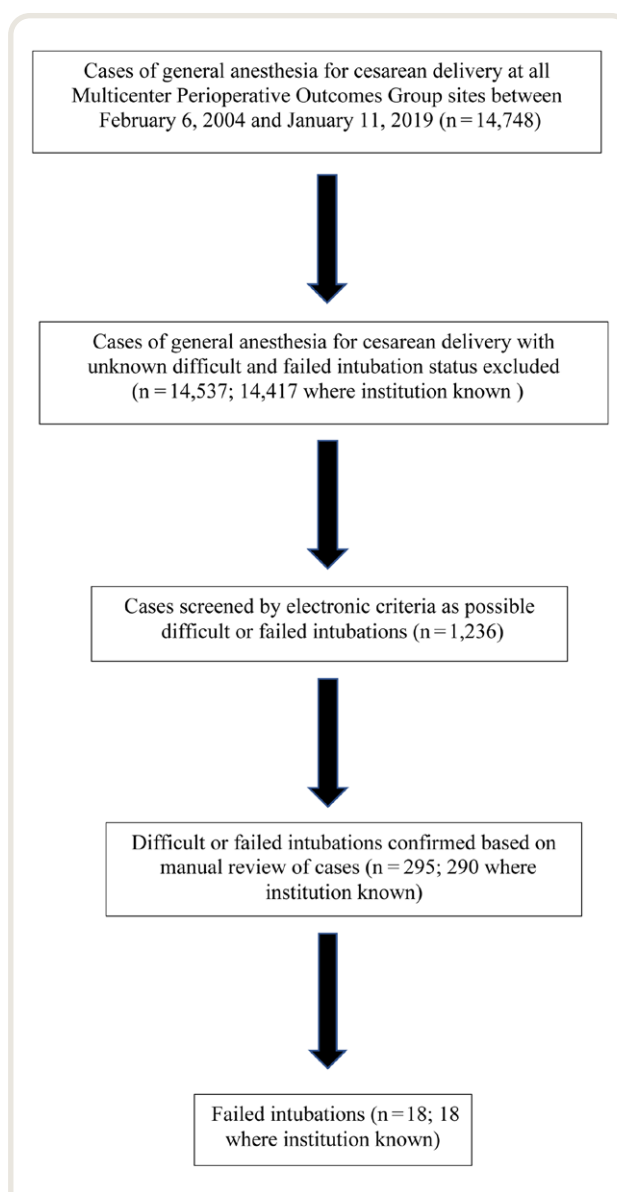 Cases of general anesthesia for cesarean delivery at all
Multicenter Perioperative Outcomes Group sites between
February 6, 2004 and January 11, 2019 (n = 14,748)
Cases of general anesthesia for cesarean delivery with
unknown difficult and failed intubation status excluded
(n = 14,537; 14,417 where institution known )
Cases screened by electronic criteria as possible
difficult or failed intubations (n = 1,236)
Difficult or failed intubations confirmed based on
manual review of cases (n = 295; 290 where
institution known)
Failed intubations (n = 18; 18
where institution known)